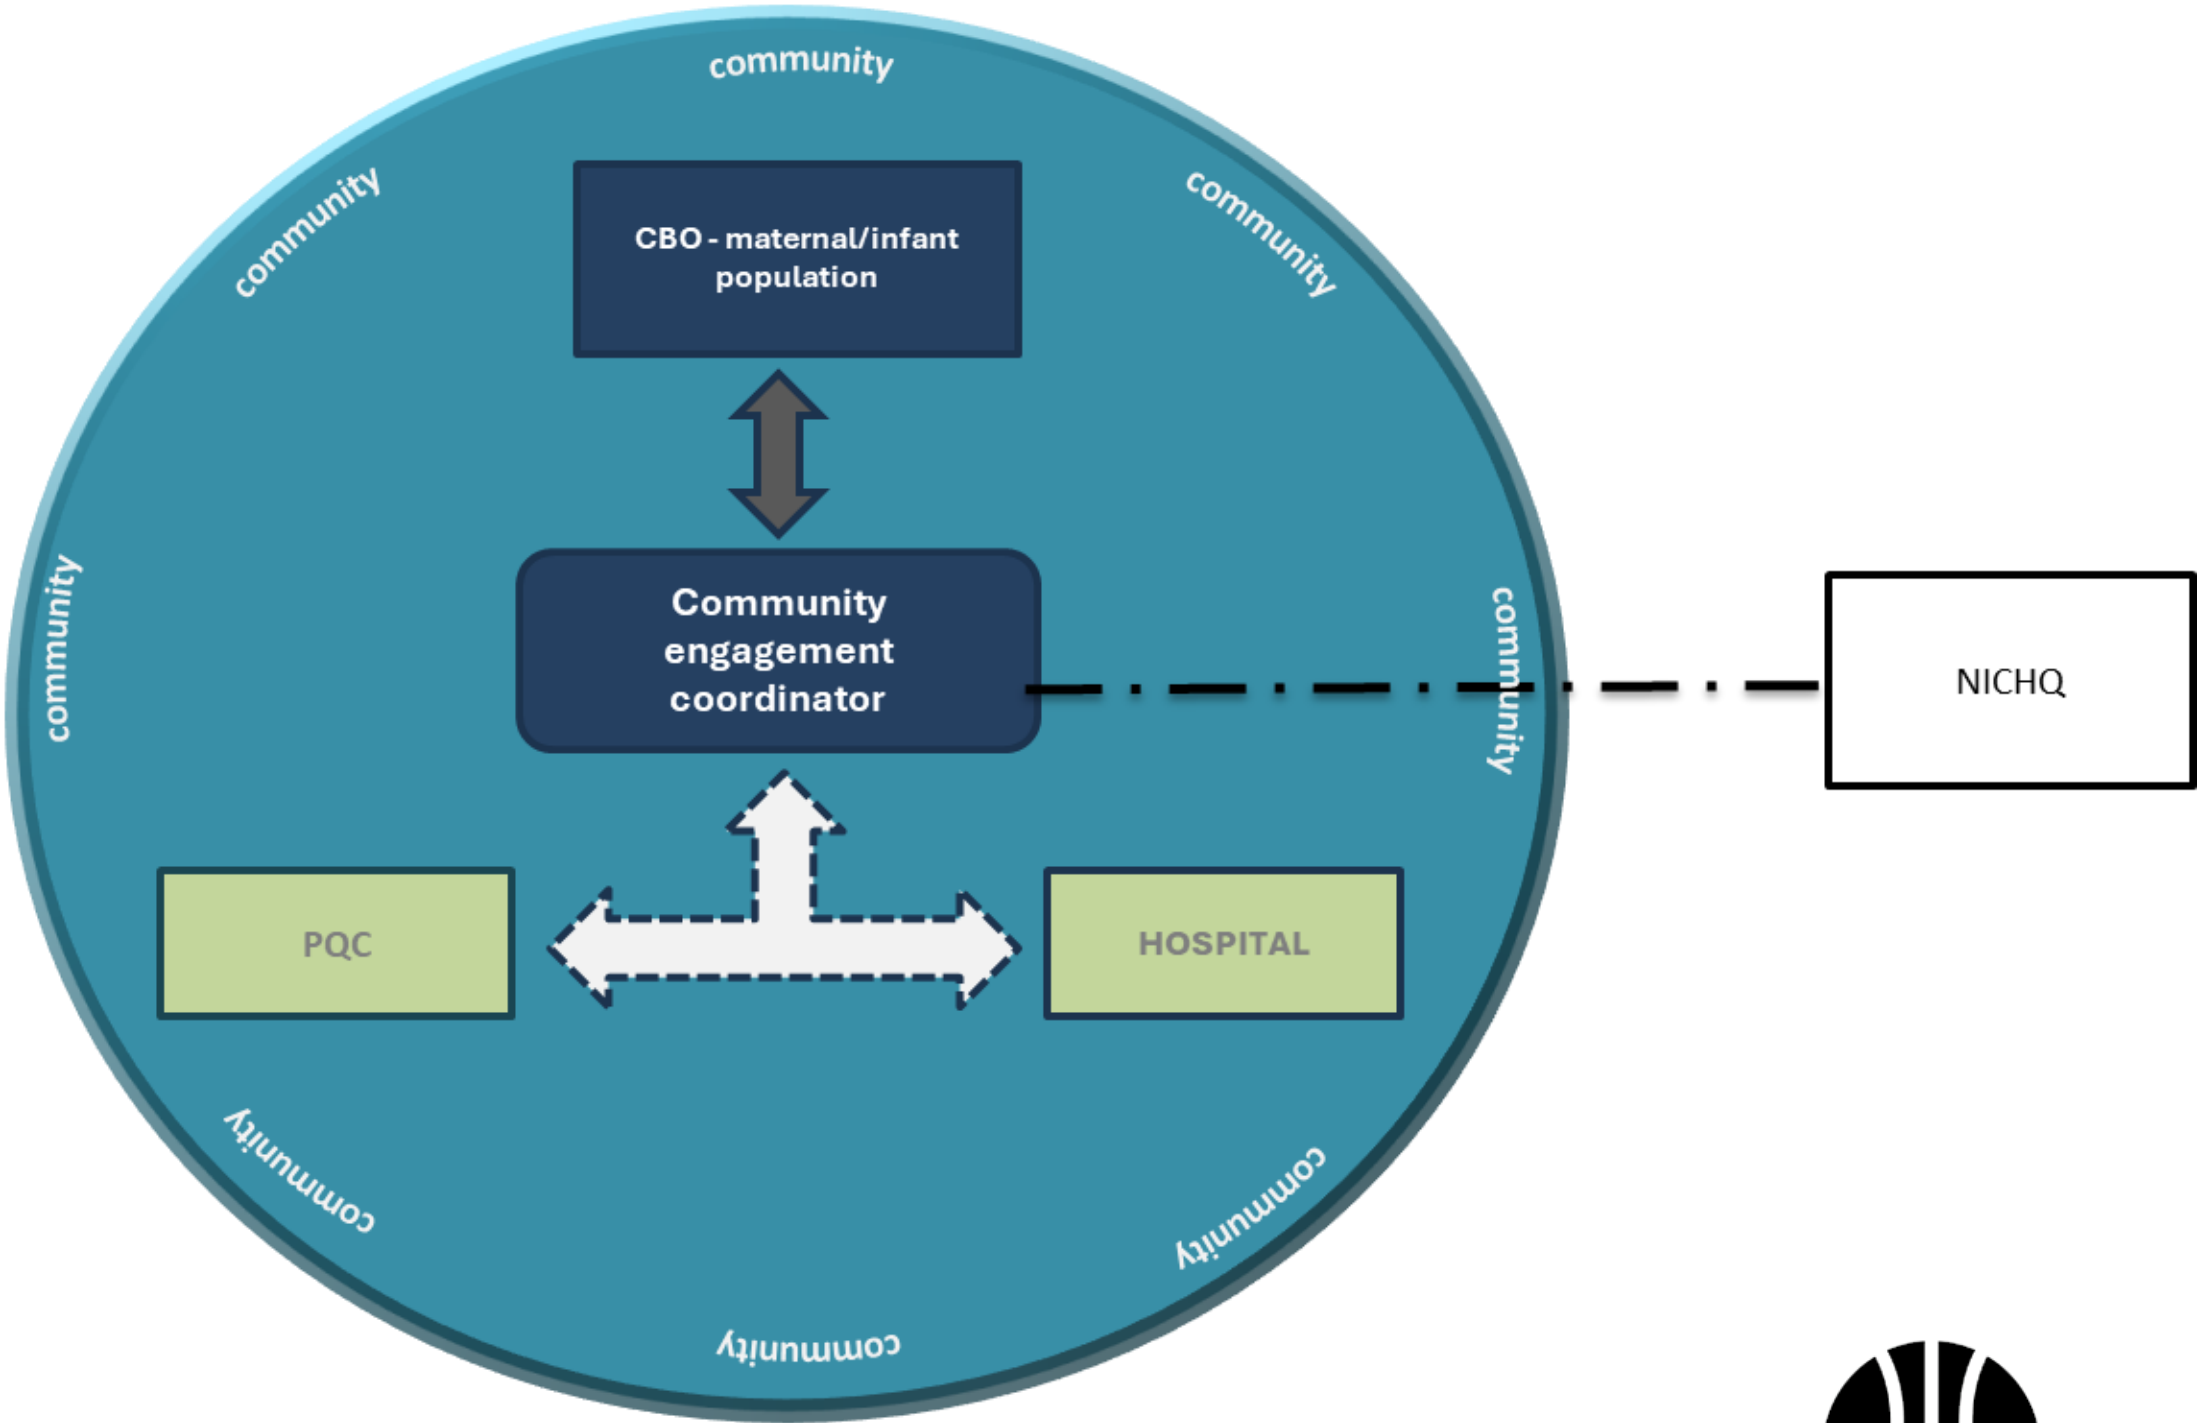 community
community
community
CBO - maternal/infant
population
community
Community
engagement
coordinator
community
NICHQ
PQC
HOSPITAL
community
community
community